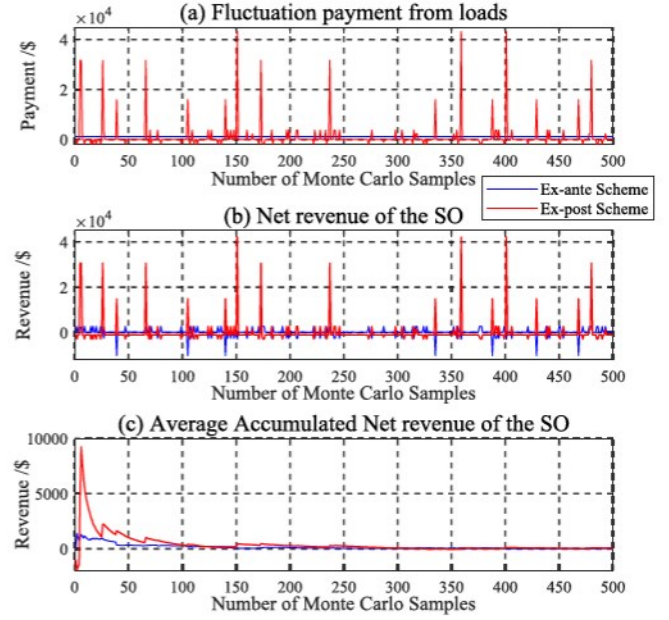 (a) Fluctuation payment from loads
×10⁴
Payment /$
4
2
0
0 50 100 150 200 250 300 350 400 450 500
Number of Monte Carlo Samples
Ex-ante Scheme
Ex-post Scheme
(b) Net revenue of the SO
×10⁴
Revenue /$
4
2
0
0 50 100 150 200 250 300 350 400 450 500
Number of Monte Carlo Samples
(c) Average Accumulated Net revenue of the SO
Revenue /$
10000
5000
0
0 50 100 150 200 250 300 350 400 450 500
Number of Monte Carlo Samples